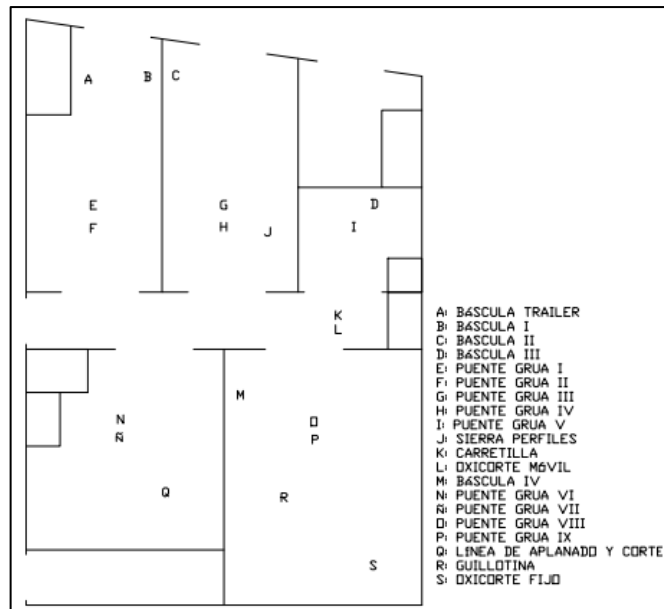 A
B
C
E
F
G
H
J
D
I
K
L
M
N
Ñ
O
P
Q
R
S
A: BáSCULA TRAILER
B: BáSCULA I
C: BASCULA II
D: BáSCULA III
E: PUENTE GRUA I
F: PUENTE GRUA II
G: PUENTE GRUA III
H: PUENTE GRUA IV
I: PUENTE GRUA V
J: SIERRA PERFILES
K: CARRETILLA
L: OXICORTE MóVIL
M: BáSCULA IV
N: PUENTE GRUA VI
Ñ: PUENTE GRUA VII
O: PUENTE GRUA VIII
P: PUENTE GRUA IX
Q: LíNEA DE APLANADO Y CORTE
R: GUILLOTINA
S: OXICORTE FIJO